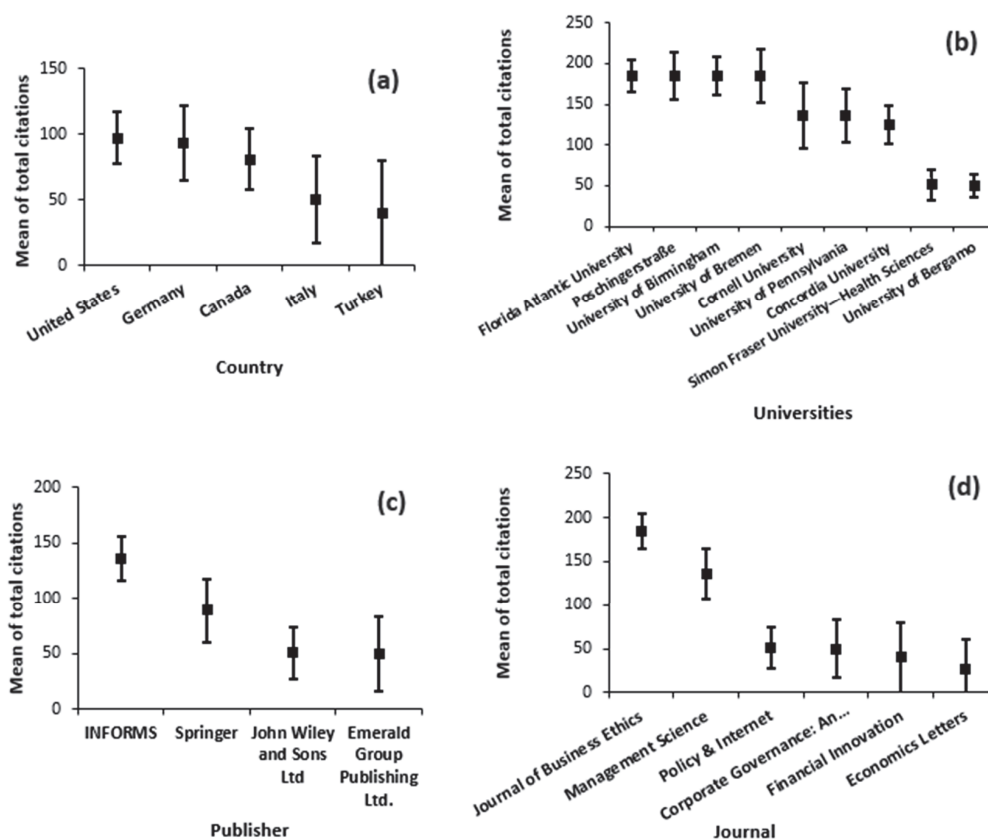 (a)
Mean of total citations
150
100
50
0
United States
Germany
Canada
Italy
Turkey
Country
(b)
Mean of total citations
250
200
150
100
50
0
Florida Atlantic University
Poschingerstraße
University of Birmingham
University of Bremen
Cornell University
University of Pennsylvania
Concordia University
Simon Fraser University—Health Sciences
University of Bergamo
Universities
(c)
Mean of total citations
200
150
100
50
0
INFORMS
Springer
John Wiley
and Sons
Ltd
Emerald
Group
Publishing
Ltd.
Publisher
(d)
Mean of total citations
250
200
150
100
50
0
Journal of Business Ethics
Management Science
Policy & Internet
Corporate Governance: An...
Financial Innovation
Economics Letters
Journal